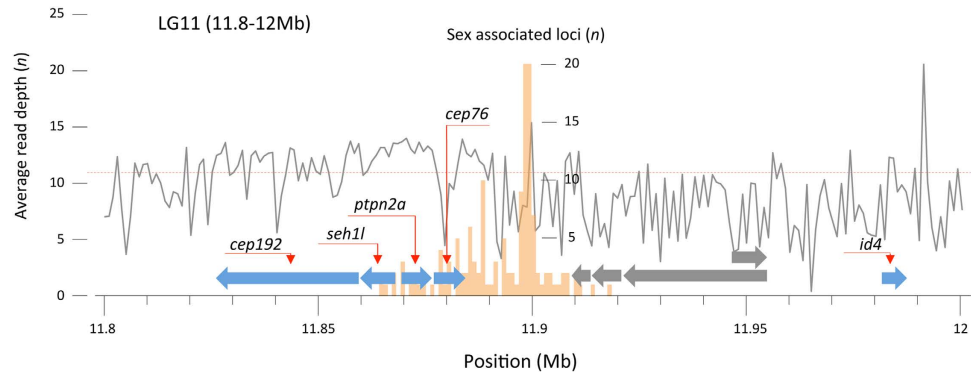 LG11 (11.8-12Mb)
Sex associated loci (n)
Average read depth (n)
25
20
15
10
5
0
20
15
10
5
cep76
ptpn2a
seh1l
cep192
id4
11.8
11.85
11.9
11.95
12
Position (Mb)